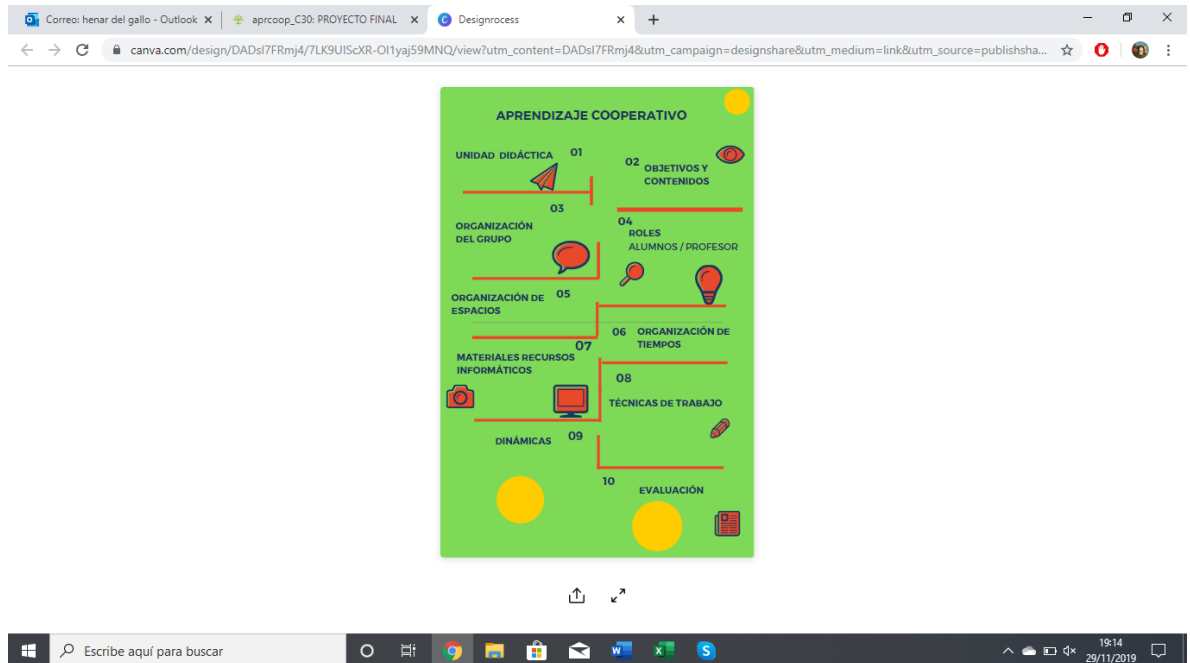 Correo: henar del gallo - Outlook
aprcoop_C30: PROYECTO FINAL
Designrocess
canva.com/design/DADsI7FRmj4/7LK9UIScXR-OI1yaj59MNQ/view?utm_content=DADsI7FRmj4&utm_campaign=designshare&utm_medium=link&utm_source=publishsha...
APRENDIZAJE COOPERATIVO
UNIDAD DIDÁCTICA 01
02 OBJETIVOS Y
CONTENIDOS
03
ORGANIZACIÓN
DEL GRUPO
04
ROLES
ALUMNOS / PROFESOR
ORGANIZACIÓN DE 05
ESPACIOS
06 ORGANIZACIÓN DE
TIEMPOS
07
MATERIALES RECURSOS
INFORMÁTICOS
08
TÉCNICAS DE TRABAJO
DINÁMICAS 09
10
EVALUACIÓN
Escribe aquí para buscar
19:14
29/11/2019